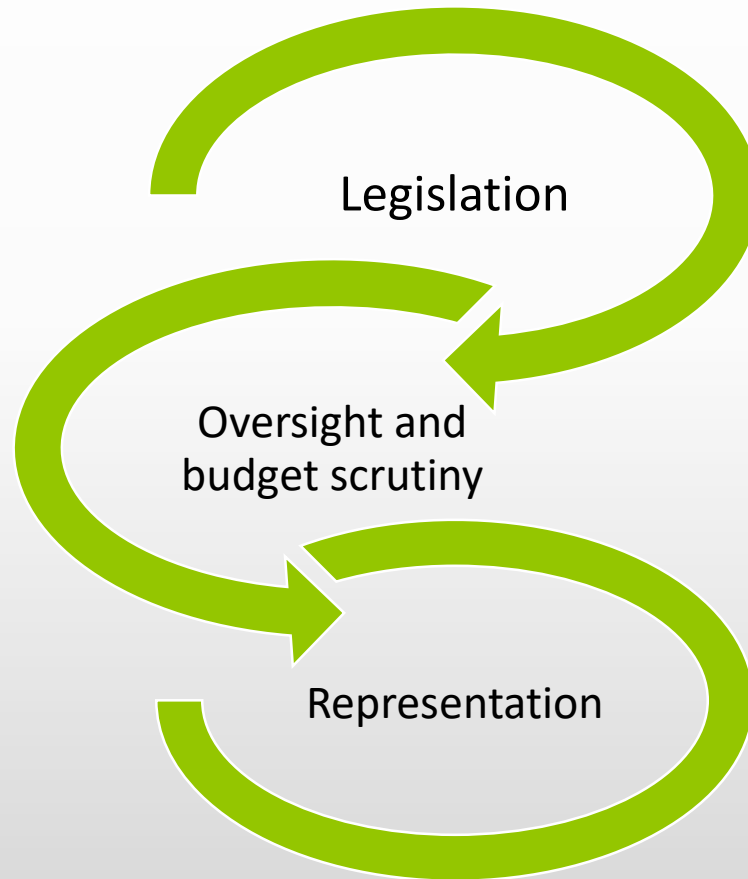 Legislation
Oversight and
budget scrutiny
Representation